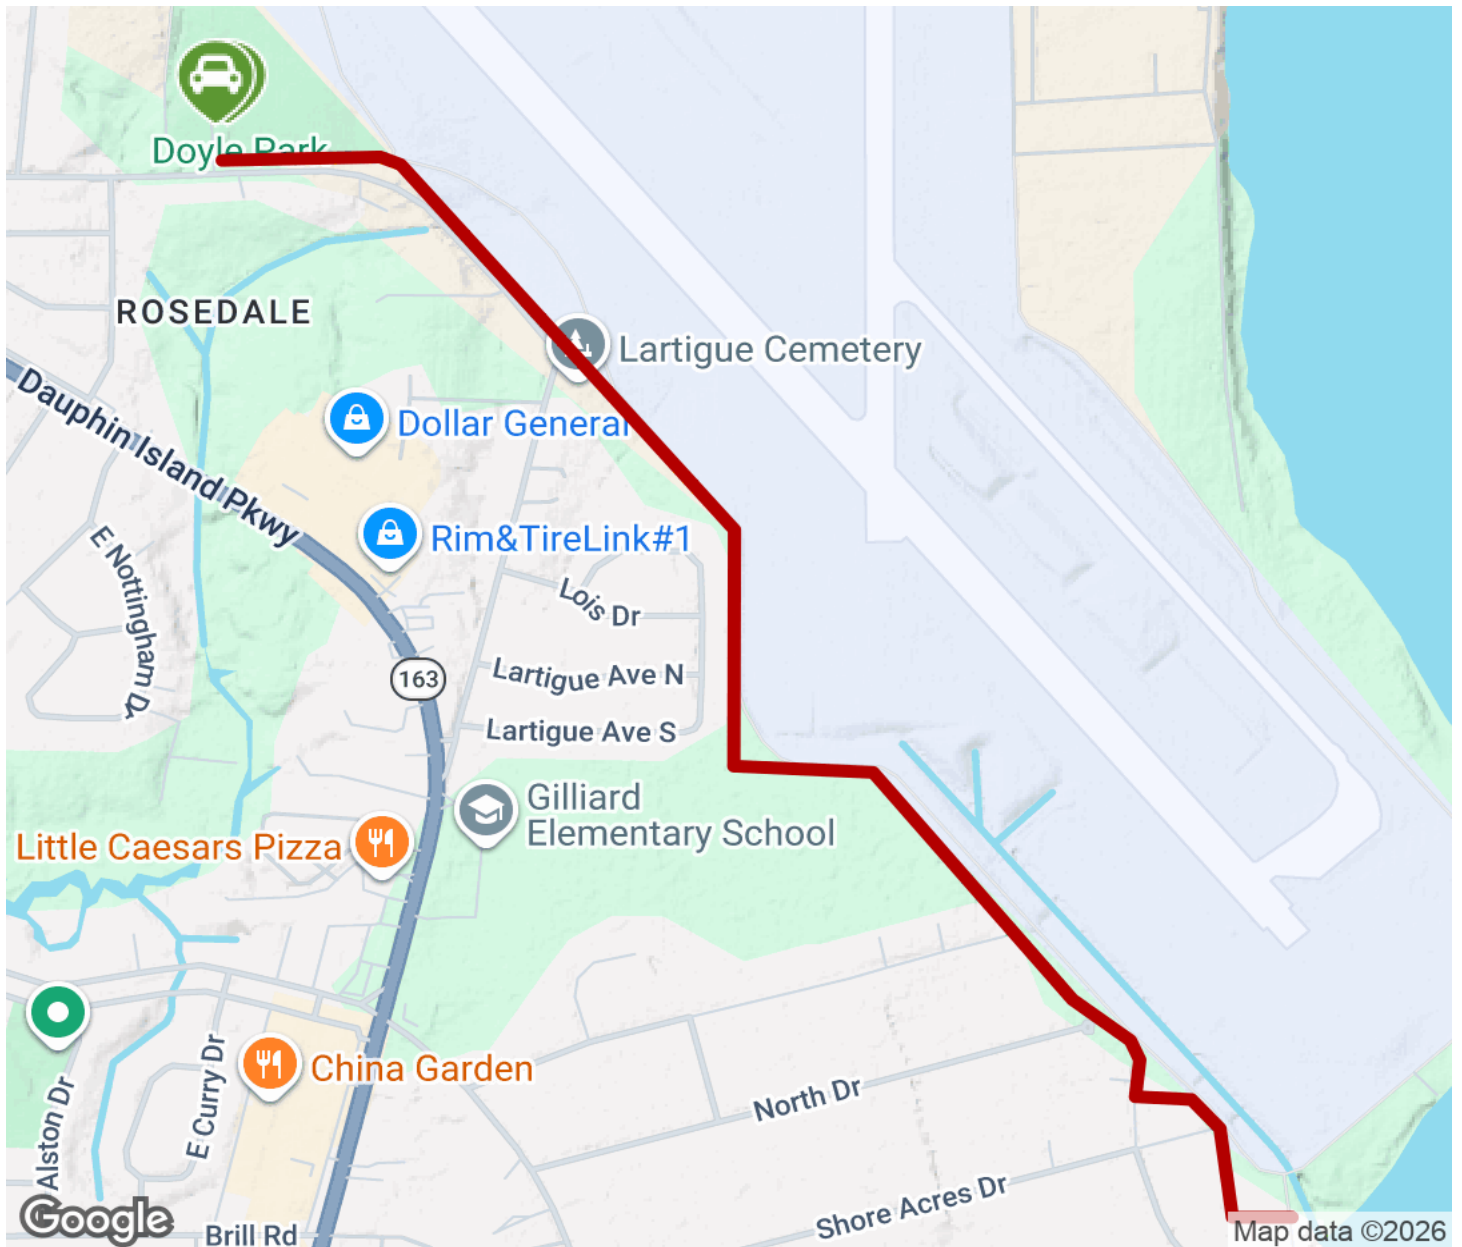 Doyle Park
ROSEDALE
Lartigue Cemetery
Dauphin Island Pkwy
Dollar General
Rim&TireLink#1
E Nottingham Dr
Lois Dr
163
Lartigue Ave N
Lartigue Ave S
Gilliard
Elementary School
Little Caesars Pizza
China Garden
North Dr
E Curry Dr
Alston Dr
Shore Acres Dr
Google
Brill Rd
Map data ©2026